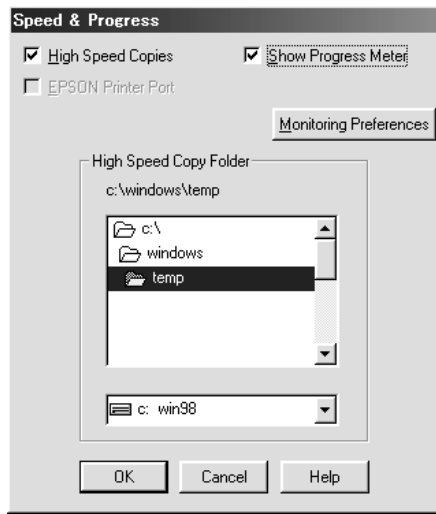 Speed & Progress
High Speed Copies
Show Progress Meter
EPSON Printer Port
Monitoring Preferences
High Speed Copy Folder
c:\windows\temp
c:\
windows
temp
c: win98
OK
Cancel
Help